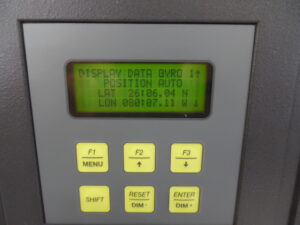 DISPLAY DATA GYRO 1↑
POSITION AUTO
LAT 26:06.04 N
LON 080:07.11 W ↓
F1
MENU
F2
↑
F3
↓
SHIFT
RESET
DIM -
ENTER
DIM +